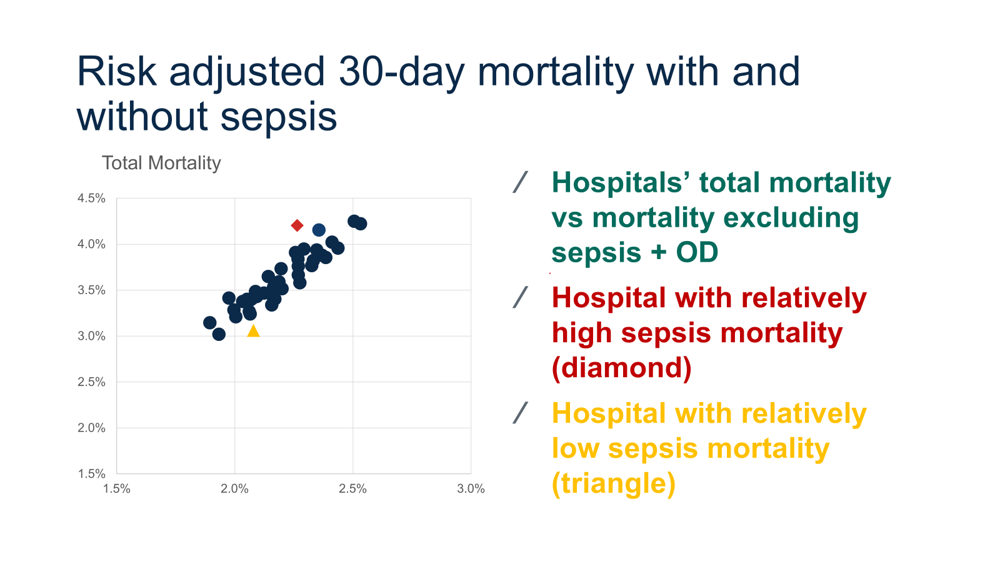 Risk adjusted 30-day mortality with and
without sepsis
Total Mortality
4.5%
4.0%
3.5%
3.0%
2.5%
2.0%
1.5%
1.5% 2.0% 2.5% 3.0%
/ Hospitals’ total mortality
vs mortality excluding
sepsis + OD
/ Hospital with relatively
high sepsis mortality
(diamond)
/ Hospital with relatively
low sepsis mortality
(triangle)